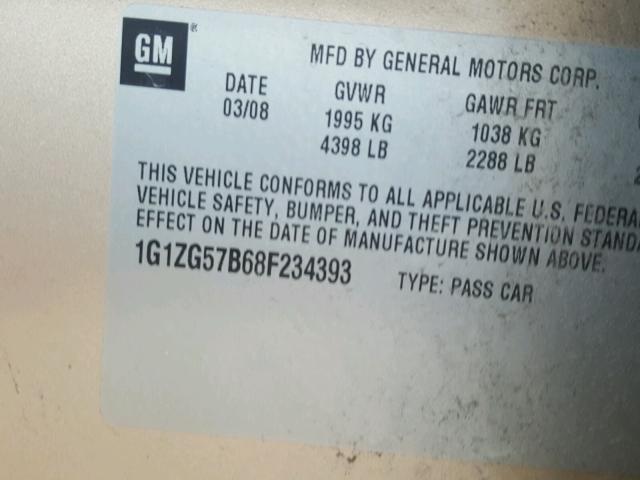 GM
®
MFD BY GENERAL MOTORS CORP.
DATE GVWR GAWR FRT
03/08 1995 KG 1038 KG
4398 LB 2288 LB
THIS VEHICLE CONFORMS TO ALL APPLICABLE U.S. FEDERA
VEHICLE SAFETY, BUMPER, AND THEFT PREVENTION STANDA
EFFECT ON THE DATE OF MANUFACTURE SHOWN ABOVE.
1G1ZG57B68F234393 TYPE: PASS CAR